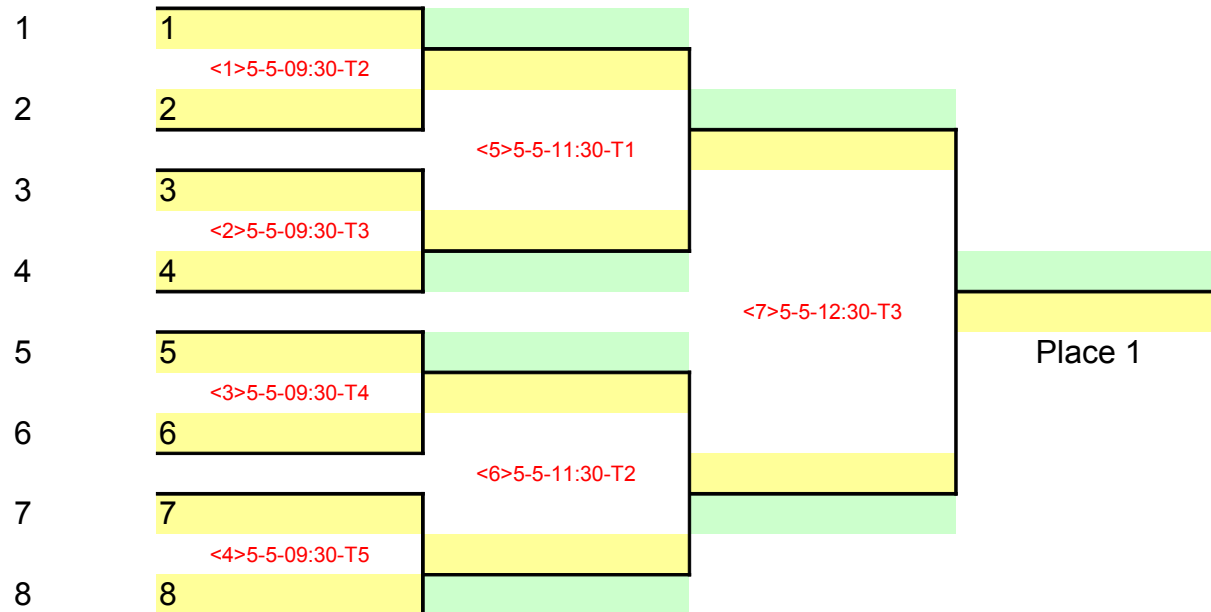 1 1
<1>5-5-09:30-T2
2 2
<5>5-5-11:30-T1
3 3
<2>5-5-09:30-T3
4 4
<7>5-5-12:30-T3
5 5
Place 1
<3>5-5-09:30-T4
6 6
<6>5-5-11:30-T2
7 7
<4>5-5-09:30-T5
8 8